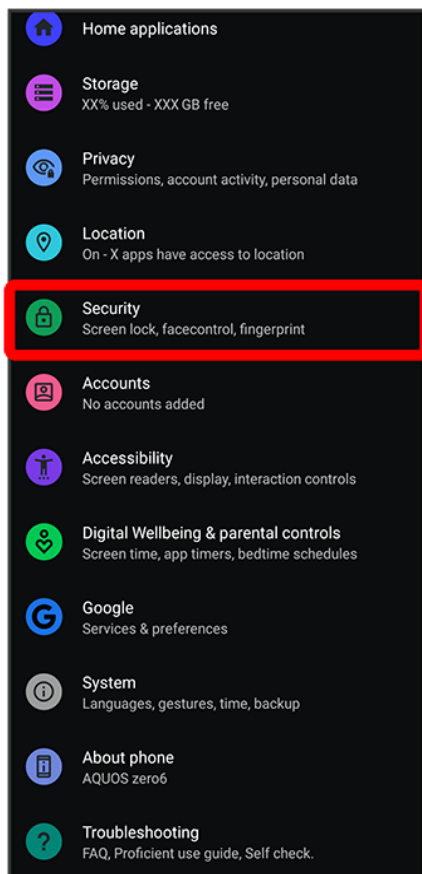 Home applications
Storage
XX% used - XXX GB free
Privacy
Permissions, account activity, personal data
Location
On - X apps have access to location
Security
Screen lock, facecontrol, fingerprint
Accounts
No accounts added
Accessibility
Screen readers, display, interaction controls
Digital Wellbeing & parental controls
Screen time, app timers, bedtime schedules
Google
Services & preferences
System
Languages, gestures, time, backup
About phone
AQUOS zero6
Troubleshooting
FAQ, Proficient use guide, Self check.